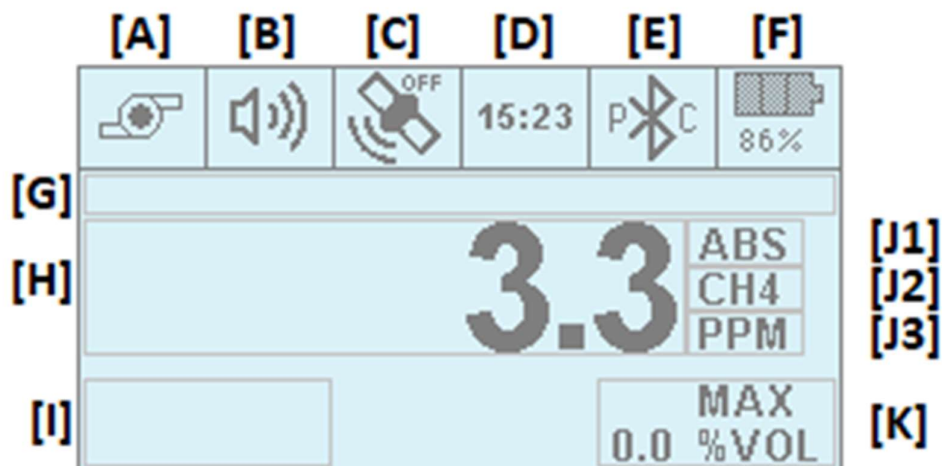 [A] [B] [C] [D] [E] [F]
OFF
15:23
P C
86%
[G]
[H] 3.3 ABS [J1]
CH4 [J2]
PPM [J3]
[I] MAX [K]
0.0 %VOL